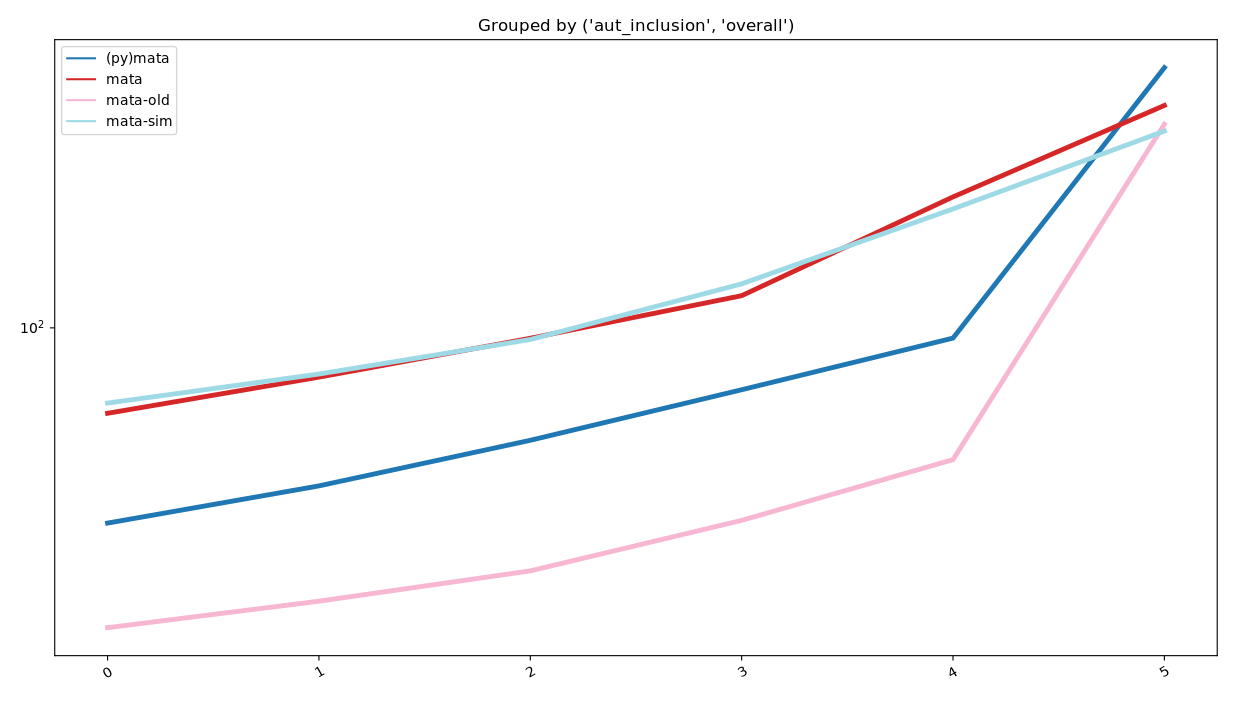 Grouped by ('aut_inclusion', 'overall')
(py)mata
mata
mata-old
mata-sim
10²
0
1
2
3
4
5